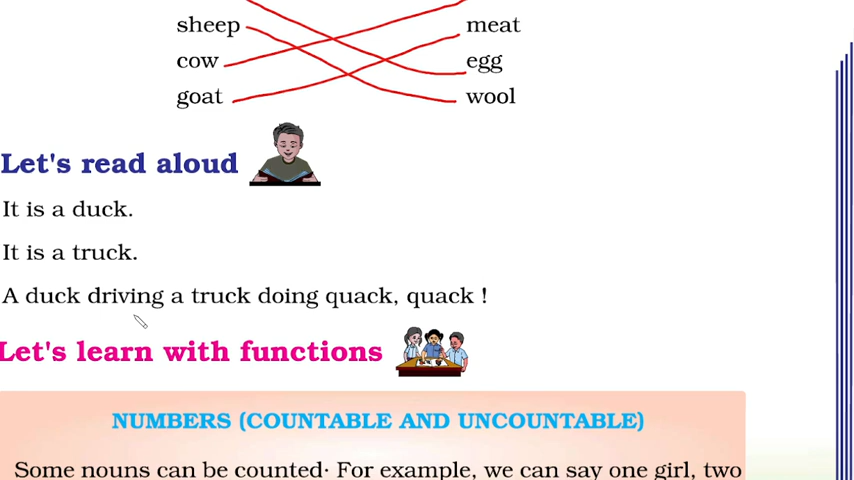 sheep meat
cow egg
goat wool
Let's read aloud
It is a duck.
It is a truck.
A duck driving a truck doing quack, quack !
Let's learn with functions
NUMBERS (COUNTABLE AND UNCOUNTABLE)
Some nouns can be counted· For example, we can say one girl, two